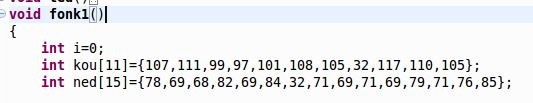 void fonk1()
{
int i=0;
int kou[11]={107,111,99,97,101,108,105,32,117,110,105};
int ned[15]={78,69,68,82,69,84,32,71,69,71,69,79,71,76,85};